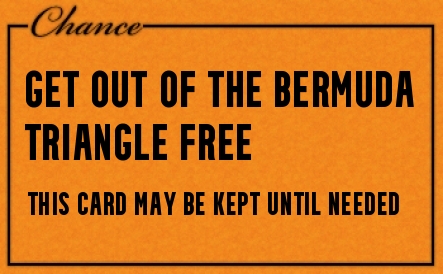 Chance
GET OUT OF THE BERMUDA
TRIANGLE FREE
THIS CARD MAY BE KEPT UNTIL NEEDED